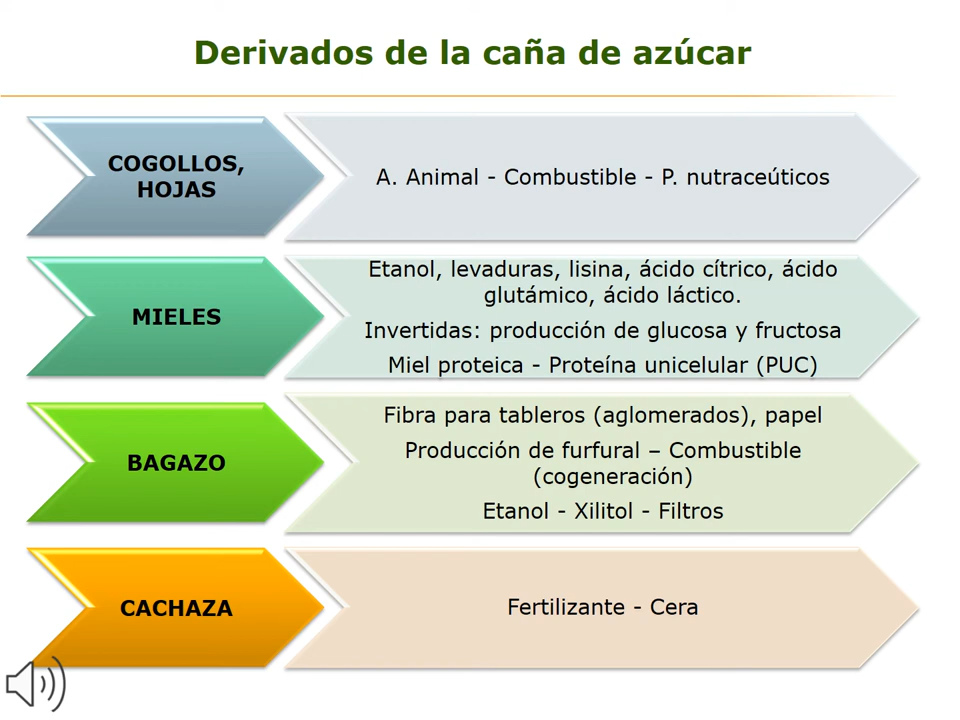 Derivados de la caña de azúcar
COGOLLOS,
HOJAS
A. Animal - Combustible - P. nutraceúticos
MIELES
Etanol, levaduras, lisina, ácido cítrico, ácido
glutámico, ácido láctico.
Invertidas: producción de glucosa y fructosa
Miel proteica - Proteína unicelular (PUC)
BAGAZO
Fibra para tableros (aglomerados), papel
Producción de furfural – Combustible
(cogeneración)
Etanol - Xilitol - Filtros
CACHAZA
Fertilizante - Cera